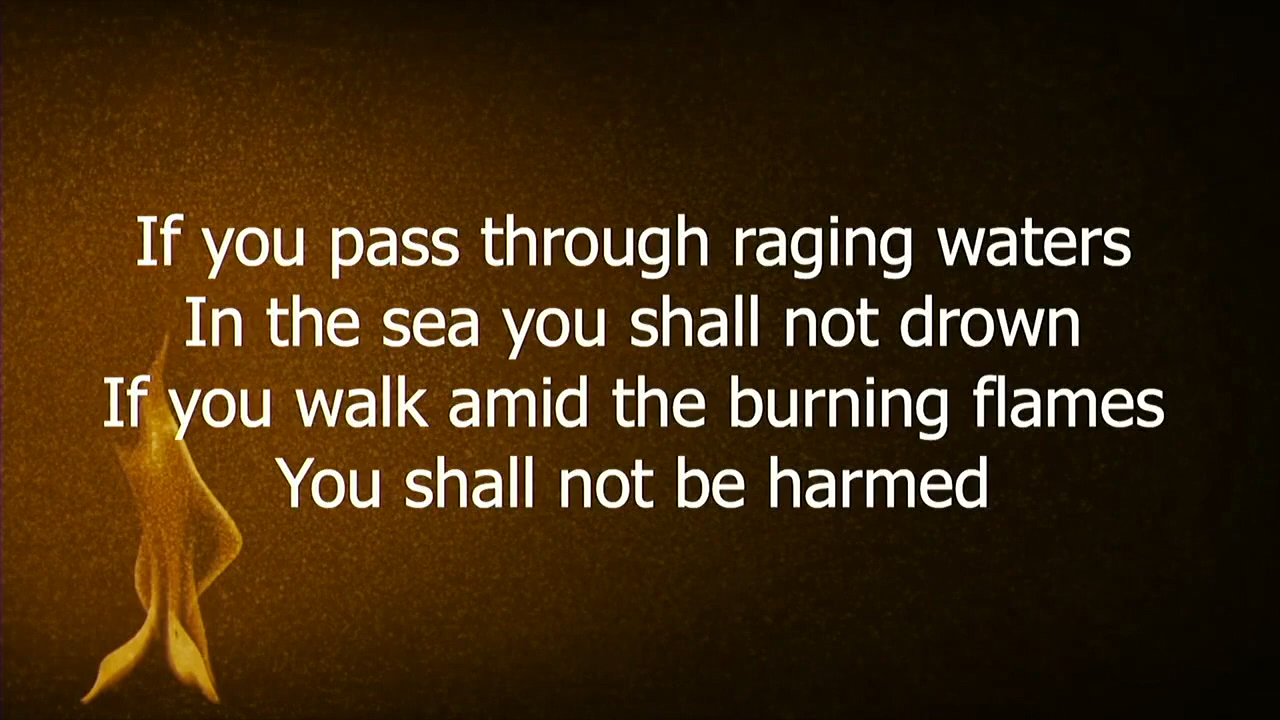 If you pass through raging waters
In the sea you shall not drown
If you walk amid the burning flames
You shall not be harmed